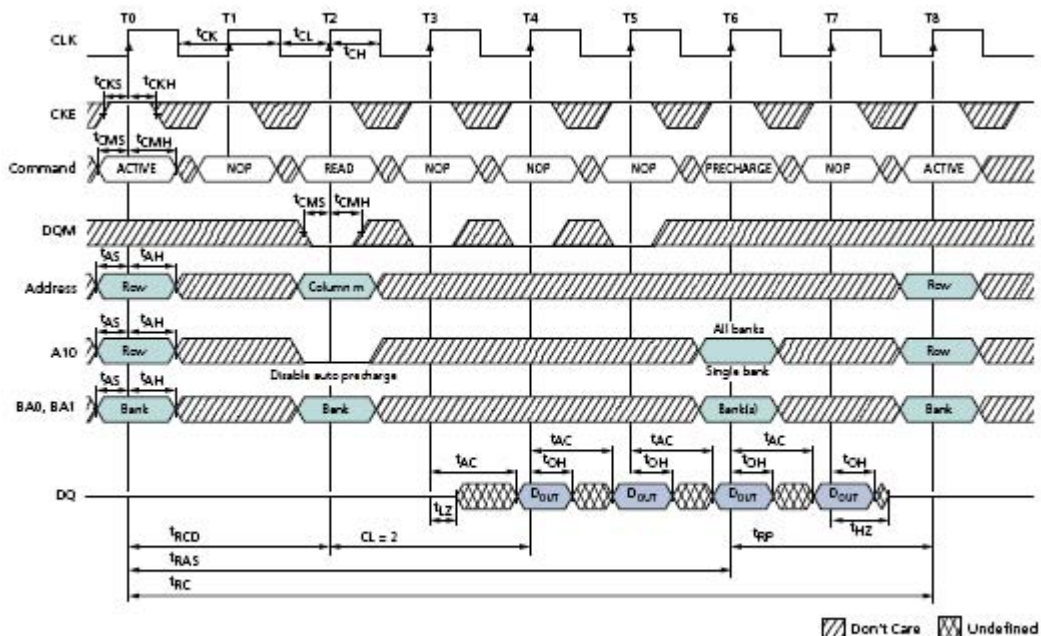 T0 T1 T2 T3 T4 T5 T6 T7 T8
CLK
tCK tCL tCH
tCKS tCKH
CKE
tCMS tCMH
Command ACTIVE NOP READ NOP NOP NOP PRECHARGE NOP ACTIVE
tCMS tCMH
DQM
tAS tAH
Address Row Column m Row
tAS tAH All banks
A10 Row Row
Disable auto precharge Single bank
tAS tAH
BA0, BA1 Bank Bank Bank(s) Bank
tAC tAC tAC tAC
tOH tOH tOH tOH
DQ DOUT DOUT DOUT DOUT
tLZ tHZ
tRCD CL = 2 tRP
tRAS
tRC
Don't Care Undefined